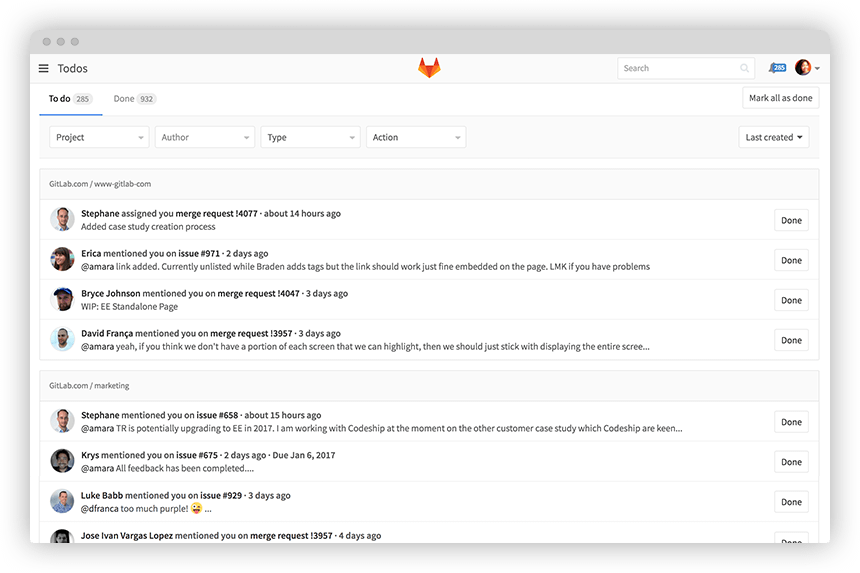 Todos
Search
285
To do 285
Done 932
Mark all as done
Project
Author
Type
Action
Last created
GitLab.com / www-gitlab-com
Stephane assigned you merge request !4077 · about 14 hours ago
Added case study creation process
Done
Erica mentioned you on issue #971 · 2 days ago
@amara link added. Currently unlisted while Braden adds tags but the link should work just fine embedded on the page. LMK if you have problems
Done
Bryce Johnson mentioned you on merge request !4047 · 3 days ago
WIP: EE Standalone Page
Done
David França mentioned you on merge request !3957 · 3 days ago
@amara yeah, if you think we don't have a portion of each screen that we can highlight, then we should just stick with displaying the entire scree...
Done
GitLab.com / marketing
Stephane mentioned you on issue #658 · about 15 hours ago
@amara TR is potentially upgrading to EE in 2017. I am working with Codeship at the moment on the other customer case study which Codeship are keen...
Done
Krys mentioned you on issue #675 · 2 days ago · Due Jan 6, 2017
@amara All feedback has been completed....
Done
Luke Babb mentioned you on issue #929 · 3 days ago
@dfranca too much purple! 😜 ...
Done
Jose Ivan Vargas Lopez mentioned you on merge request !3957 · 4 days ago
Done